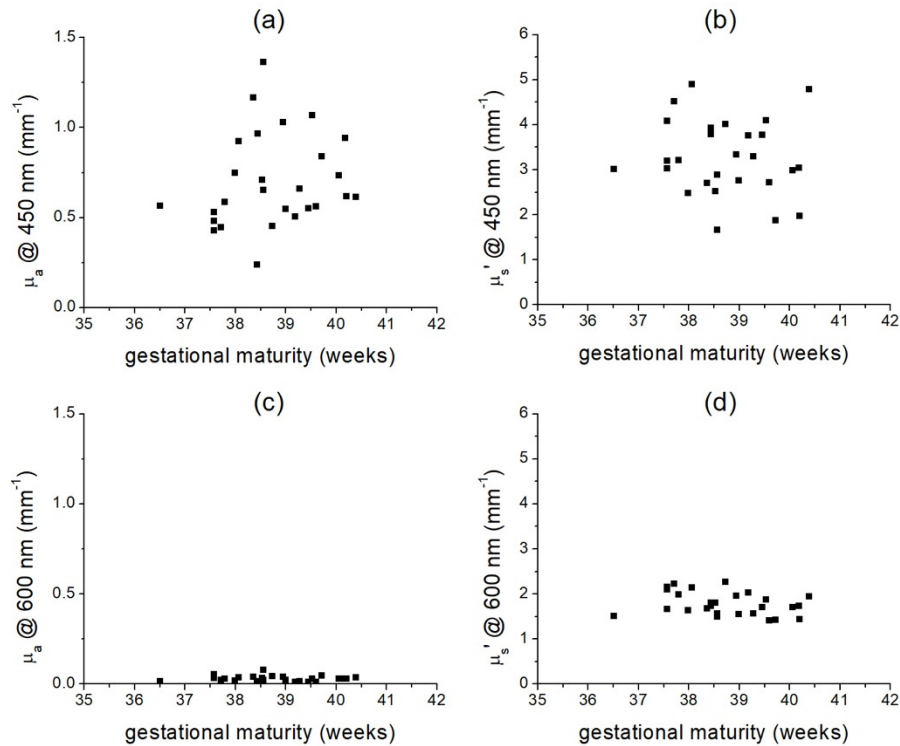 (a)
1.5
1.0
0.5
0.0
μa @ 450 nm (mm-1)
35 36 37 38 39 40 41 42
gestational maturity (weeks)
(b)
6
5
4
3
2
1
0
μs' @ 450 nm (mm-1)
35 36 37 38 39 40 41 42
gestational maturity (weeks)
(c)
1.5
1.0
0.5
0.0
μa @ 600 nm (mm-1)
35 36 37 38 39 40 41 42
gestational maturity (weeks)
(d)
6
5
4
3
2
1
0
μs' @ 600 nm (mm-1)
35 36 37 38 39 40 41 42
gestational maturity (weeks)